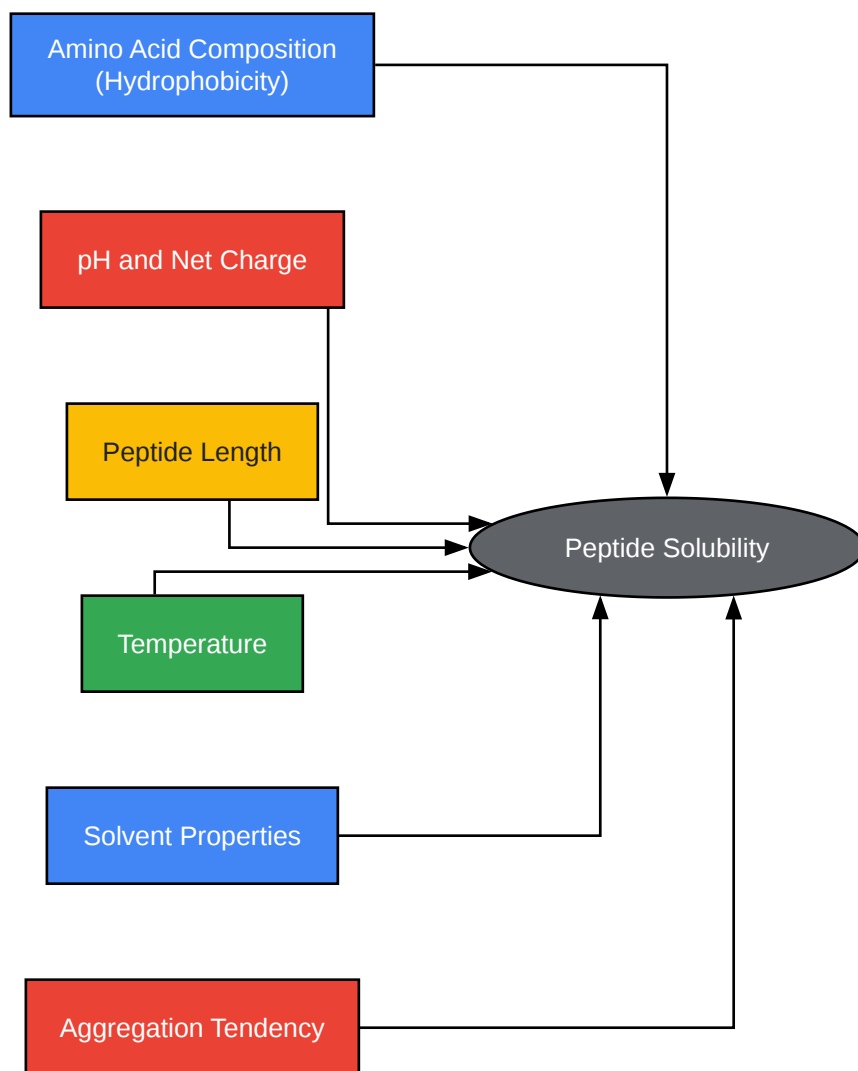 Amino Acid Composition
(Hydrophobicity)
pH and Net Charge
Peptide Length
Peptide Solubility
Temperature
Solvent Properties
Aggregation Tendency